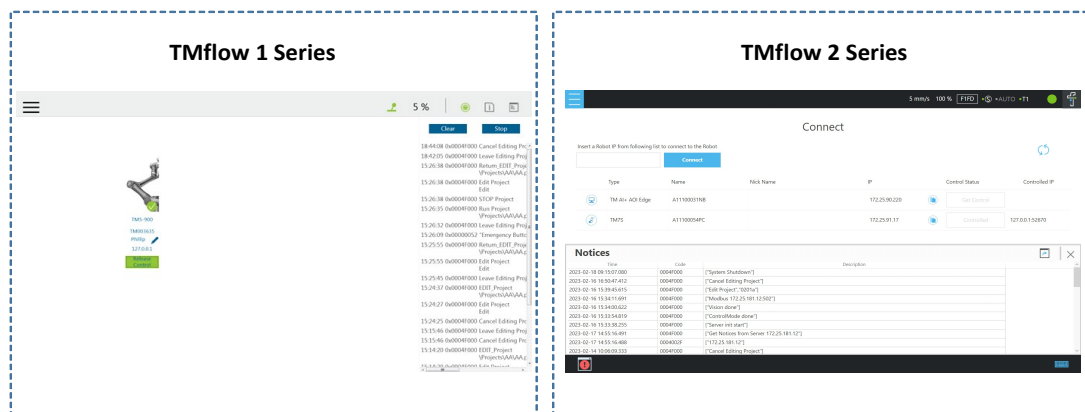 TMflow 1 Series
5 %
Clear
Stop
18:44:08 0x0004F000 Cancel Editing Pr
18:42:05 0x0004F000 Leave Editing Proj
15:26:38 0x0004F000 Return_EDIT_Proje
\Projects\AA\AA.p
15:26:38 0x0004F000 Edit Project
Edit
15:26:38 0x0004F000 STOP Project
15:26:35 0x0004F000 Run Project
\Projects\AA\AA.p
15:26:32 0x0004F000 Leave Editing Proj
15:26:09 0x00000052 "Emergency Butto
15:25:55 0x0004F000 Return_EDIT_Proje
\Projects\AA\AA.p
15:25:55 0x0004F000 Edit Project
Edit
15:25:45 0x0004F000 Leave Editing Proj
15:24:37 0x0004F000 EDIT_Project
\Projects\AA\AA.p
15:24:27 0x0004F000 Edit Project
Edit
15:24:25 0x0004F000 Cancel Editing Pro
15:15:46 0x0004F000 Leave Editing Proj
15:15:46 0x0004F000 Cancel Editing Pro
15:14:20 0x0004F000 EDIT_Project
\Projects\AA\AA.p
TM5-900
TM003635
Phillip
127.0.0.1
Release
Control
TMflow 2 Series
5 mm/s 100 % F1FD AUTO T1
Connect
Insert a Robot IP from following list to connect to the Robot
Connect
Type Name Nick Name IP Control Status Controlled IP
TM AI+ AOI Edge A11100031NB 172.25.90.220 Get Control
TM7S A11100054FC 172.25.91.17 Controlled 127.0.0.1:52670
Notices
Time Code Description
2023-02-18 09:15:07.080 0004F000 ["System Shutdown"]
2023-02-16 16:50:47.412 0004F000 ["Cancel Editing Project"]
2023-02-16 15:39:45.615 0004F000 ["Edit Project","0201a"]
2023-02-16 15:34:11.691 0004F000 ["Modbus 172.25.181.12:502"]
2023-02-16 15:34:00.622 0004F000 ["Vision done"]
2023-02-16 15:33:54.819 0004F000 ["ControlMode done"]
2023-02-16 15:33:38.255 0004F000 ["Server init start"]
2023-02-17 14:55:16.491 0004F000 ["Get Notices from Server 172.25.181.12"]
2023-02-17 14:55:16.488 0004002F ["172.25.181.12"]
2023-02-14 10:06:09.333 0004F000 ["Cancel Editing Project"]